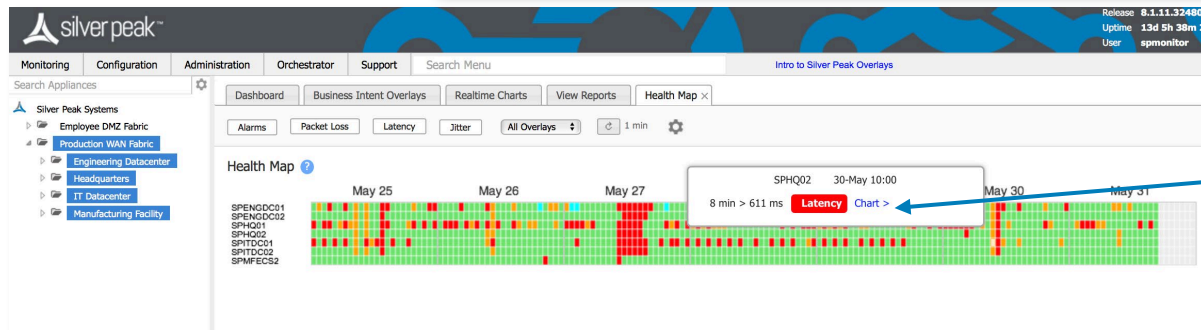 silver peak™
Release 8.1.11.32480
Uptime 13d 5h 38m
User spmonitor
Monitoring Configuration Administration Orchestrator Support Search Menu Intro to Silver Peak Overlays
Search Appliances
Silver Peak Systems
Employee DMZ Fabric
Production WAN Fabric
Engineering Datacenter
Headquarters
IT Datacenter
Manufacturing Facility
Dashboard Business Intent Overlays Realtime Charts View Reports Health Map ×
Alarms Packet Loss Latency Jitter All Overlays 1 min
Health Map ?
May 25 May 26 May 27 May 30 May 31
SPHQ02 30-May 10:00
8 min > 611 ms Latency Chart >
SPENGDC01
SPENGDC02
SPHQ01
SPHQ02
SPITDC01
SPITDC02
SPMFECS2